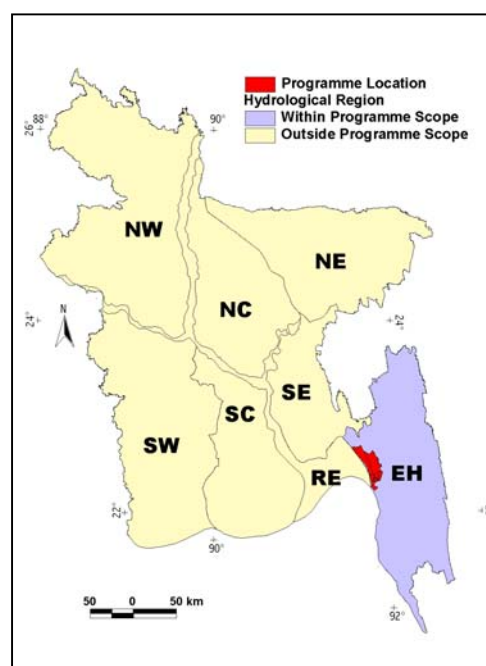 Programme Location
Hydrological Region
Within Programme Scope
Outside Programme Scope
88°
26°
90°
NW
NE
NC
24°
N
24°
SE
SC
SW
RE
EH
22°
90°
92°
50 0 50 km